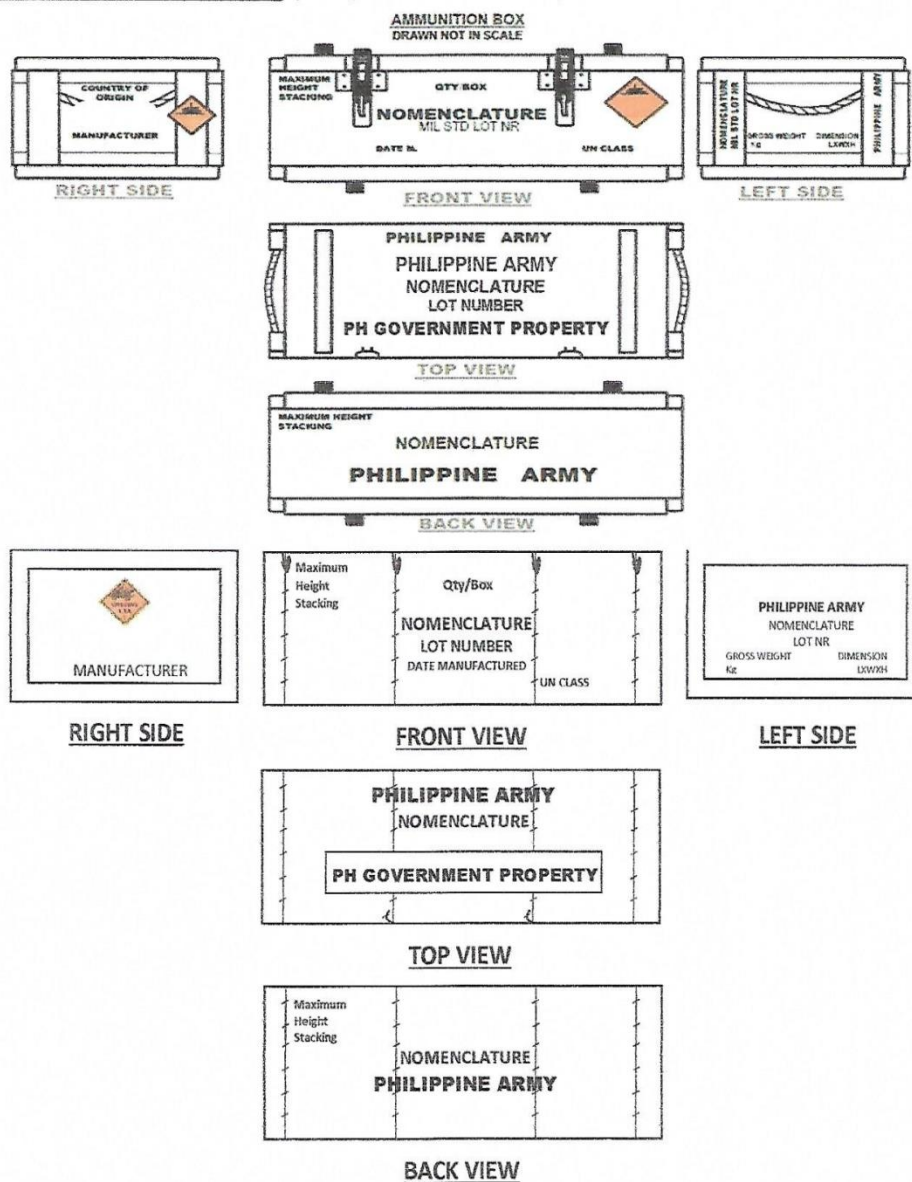 AMMUNITION BOX
DRAWN NOT IN SCALE
COUNTRY OF
ORIGIN
MANUFACTURER
RIGHT SIDE
MAXIMUM
HEIGHT
STACKING
QTY/BOX
NOMENCLATURE
MIL STD LOT NR
DATE M.
UN CLASS
FRONT VIEW
NOMENCLATURE
MIL STD LOT NR
GROSS WEIGHT
Kg
DIMENSION
LXWXH
PHILIPPINE ARMY
LEFT SIDE
PHILIPPINE ARMY
PHILIPPINE ARMY
NOMENCLATURE
LOT NUMBER
PH GOVERNMENT PROPERTY
TOP VIEW
MAXIMUM HEIGHT
STACKING
NOMENCLATURE
PHILIPPINE ARMY
BACK VIEW
MANUFACTURER
RIGHT SIDE
Maximum
Height
Stacking
Qty/Box
NOMENCLATURE
LOT NUMBER
DATE MANUFACTURED
UN CLASS
FRONT VIEW
PHILIPPINE ARMY
NOMENCLATURE
LOT NR
GROSS WEIGHT DIMENSION
Kg LXWXH
LEFT SIDE
PHILIPPINE ARMY
NOMENCLATURE
PH GOVERNMENT PROPERTY
TOP VIEW
Maximum
Height
Stacking
NOMENCLATURE
PHILIPPINE ARMY
BACK VIEW